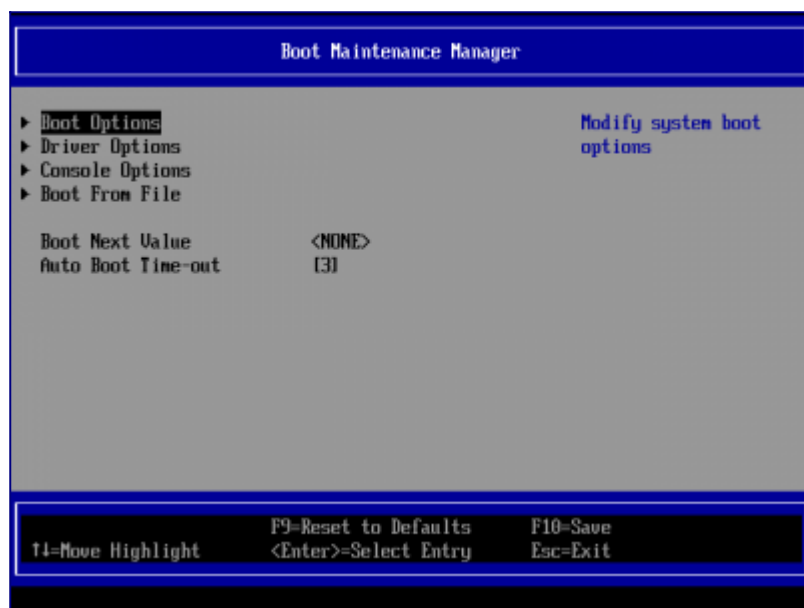 Boot Maintenance Manager
▶ Boot Options
▶ Driver Options
▶ Console Options
▶ Boot From File
Modify system boot
options
Boot Next Value <NONE>
Auto Boot Time-out [3]
F9=Reset to Defaults F10=Save
↑↓=Move Highlight <Enter>=Select Entry Esc=Exit